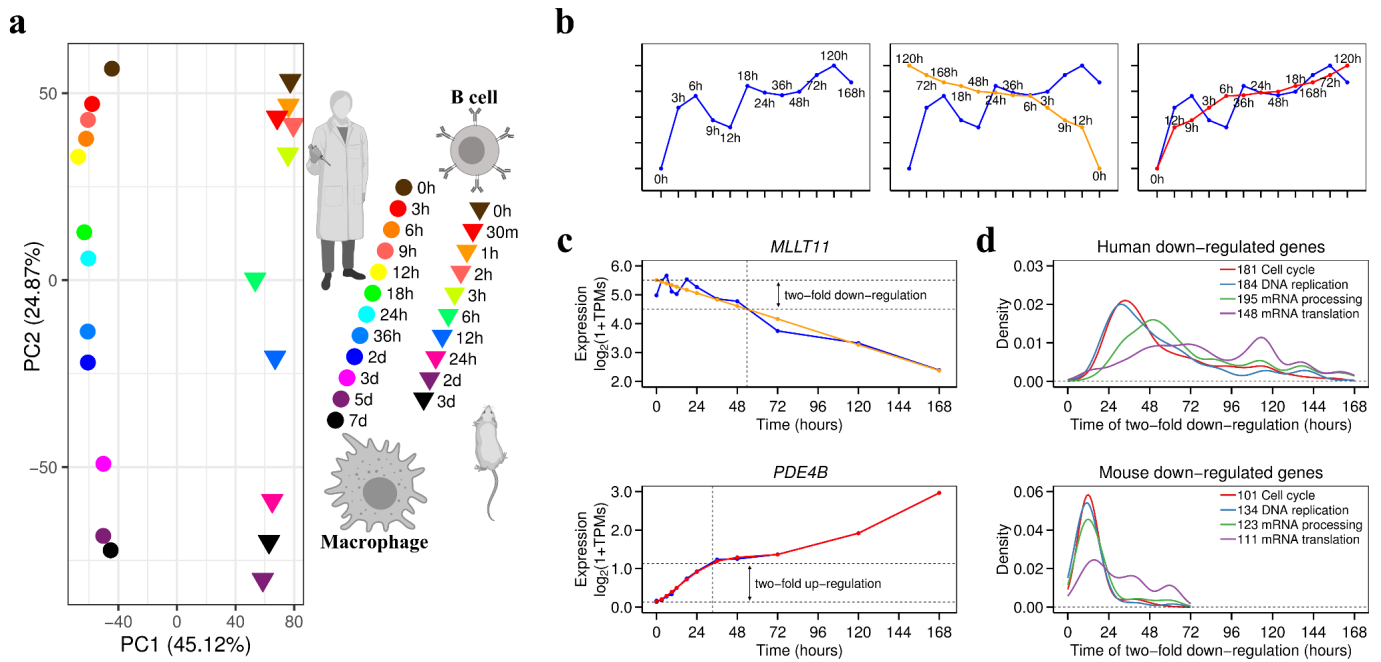 a
50
0
−50
PC2 (24.87%)
−40
0
40
80
PC1 (45.12%)
B cell
0h
3h
6h
9h
12h
18h
24h
36h
2d
3d
5d
7d
0h
30m
1h
2h
3h
6h
12h
24h
2d
3d
Macrophage
b
0h
3h
6h
9h
12h
18h
24h
36h
48h
72h
120h
168h
120h
72h
168h
18h
48h
24h
36h
6h
3h
9h
12h
0h
0h
12h
9h
3h
6h
36h
24h
48h
18h
168h
72h
120h
c
MLLT11
6.0
5.0
4.0
3.0
2.0
Expression
log2(1+TPMs)
two−fold down−regulation
0
24
48
72
96
120
144
168
Time (hours)
PDE4B
3.0
2.0
1.0
0.0
Expression
log2(1+TPMs)
two−fold up−regulation
0
24
48
72
96
120
144
168
Time (hours)
d
Human down−regulated genes
0.03
0.02
0.01
0.00
Density
181 Cell cycle
184 DNA replication
195 mRNA processing
148 mRNA translation
0
24
48
72
96
120
144
168
Time of two−fold down−regulation (hours)
Mouse down−regulated genes
0.06
0.04
0.02
0.00
Density
101 Cell cycle
134 DNA replication
123 mRNA processing
111 mRNA translation
0
24
48
72
96
120
144
168
Time of two−fold down−regulation (hours)